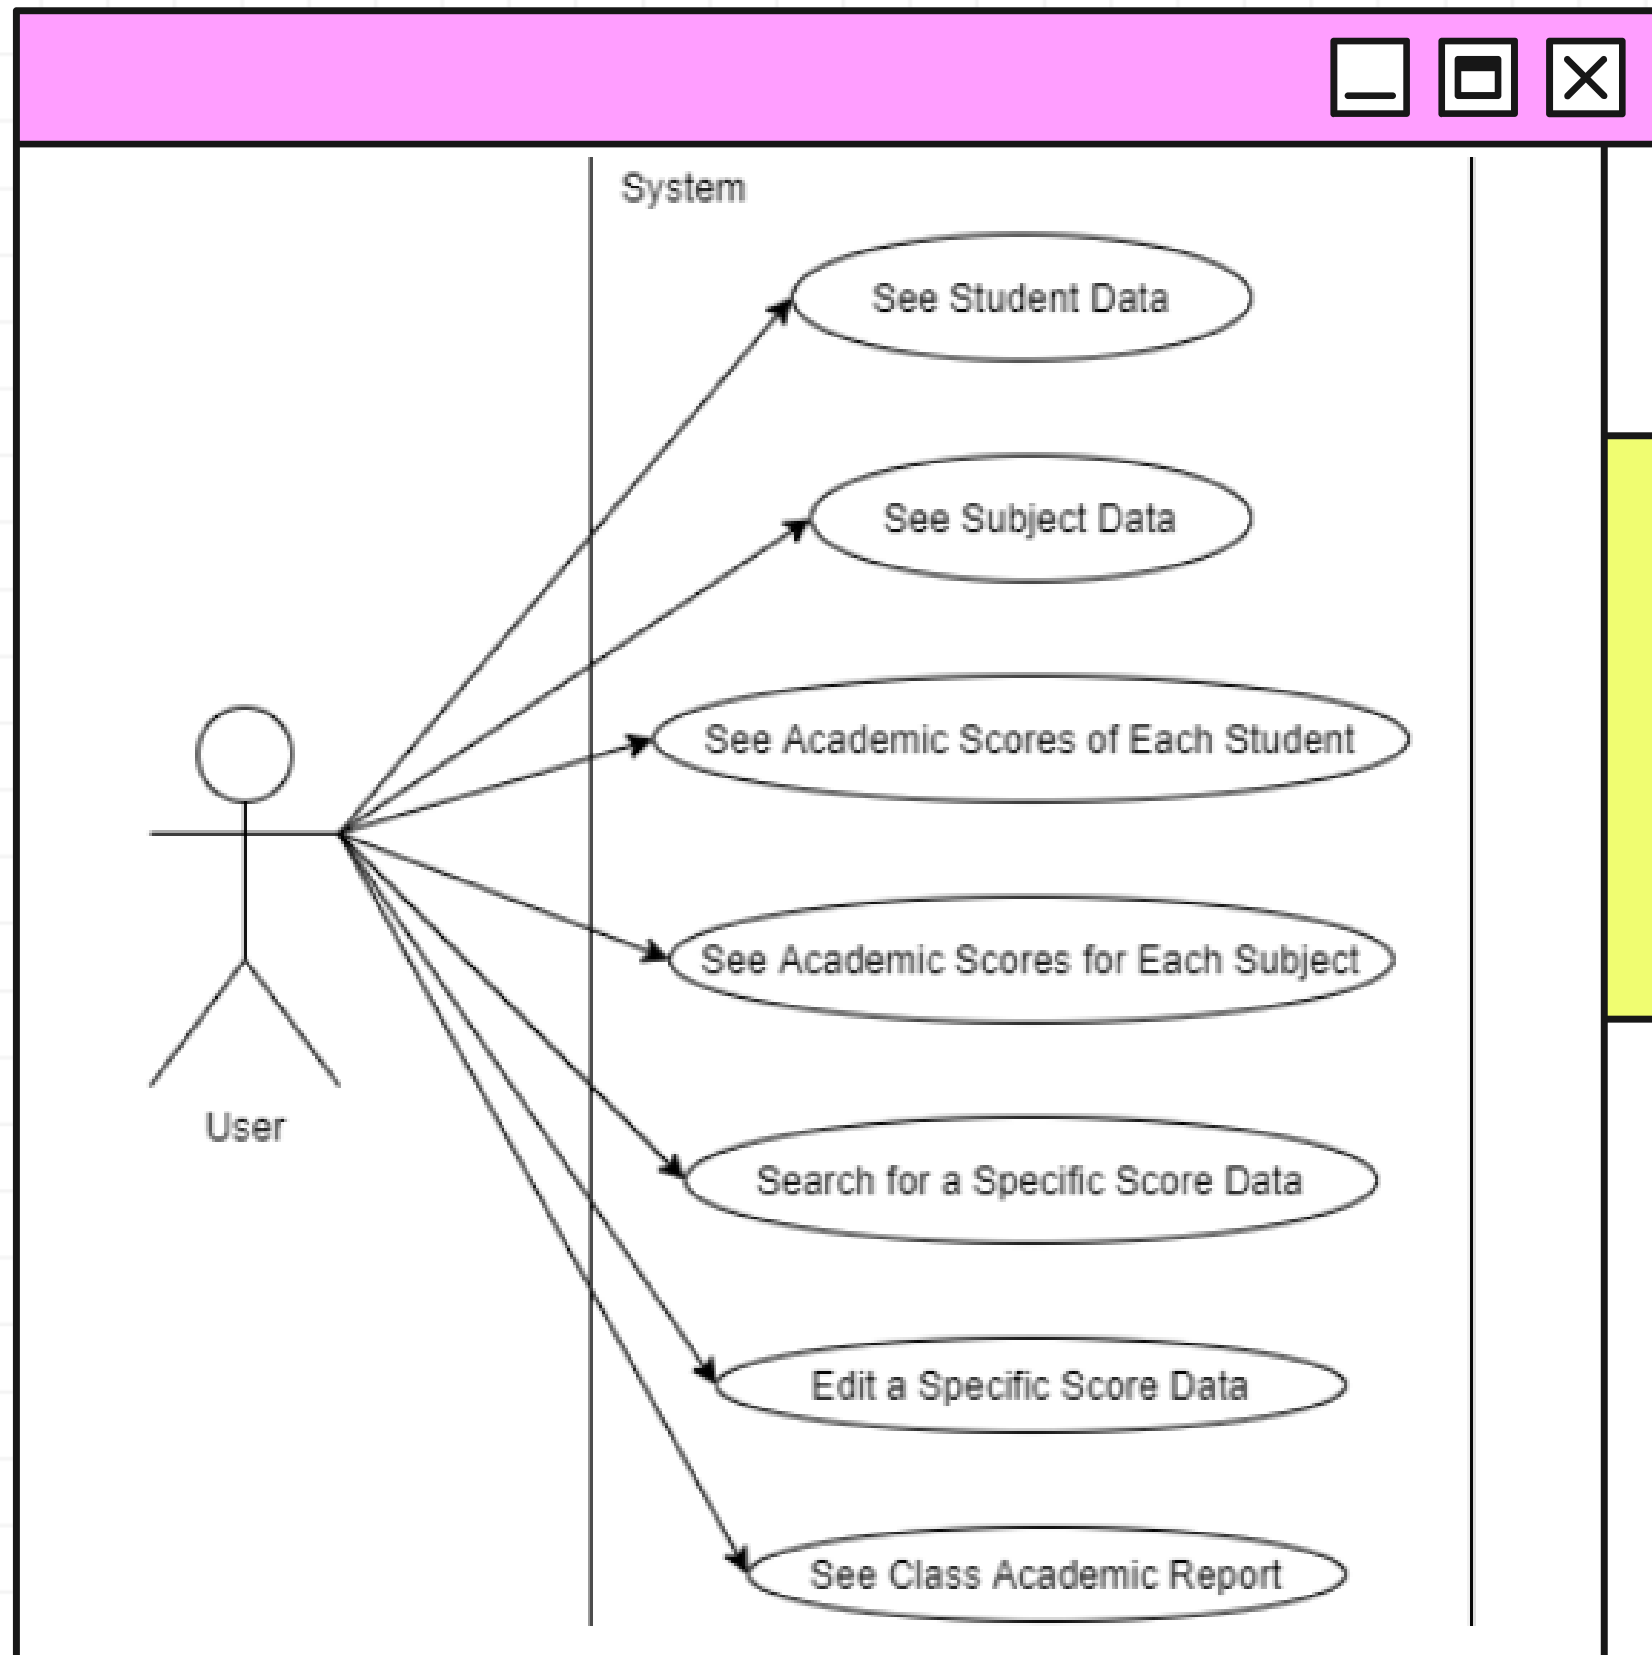 System
See Student Data
See Subject Data
See Academic Scores of Each Student
See Academic Scores for Each Subject
User
Search for a Specific Score Data
Edit a Specific Score Data
See Class Academic Report